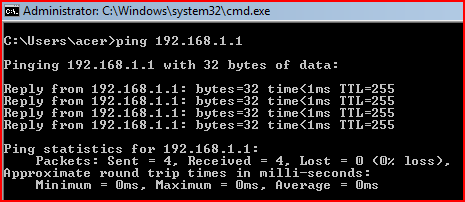 Administrator: C:\Windows\system32\cmd.exe
C:\Users\acer>ping 192.168.1.1
Pinging 192.168.1.1 with 32 bytes of data:
Reply from 192.168.1.1: bytes=32 time<1ms TTL=255
Reply from 192.168.1.1: bytes=32 time<1ms TTL=255
Reply from 192.168.1.1: bytes=32 time<1ms TTL=255
Reply from 192.168.1.1: bytes=32 time<1ms TTL=255
Ping statistics for 192.168.1.1:
    Packets: Sent = 4, Received = 4, Lost = 0 (0% loss),
Approximate round trip times in milli-seconds:
    Minimum = 0ms, Maximum = 0ms, Average = 0ms